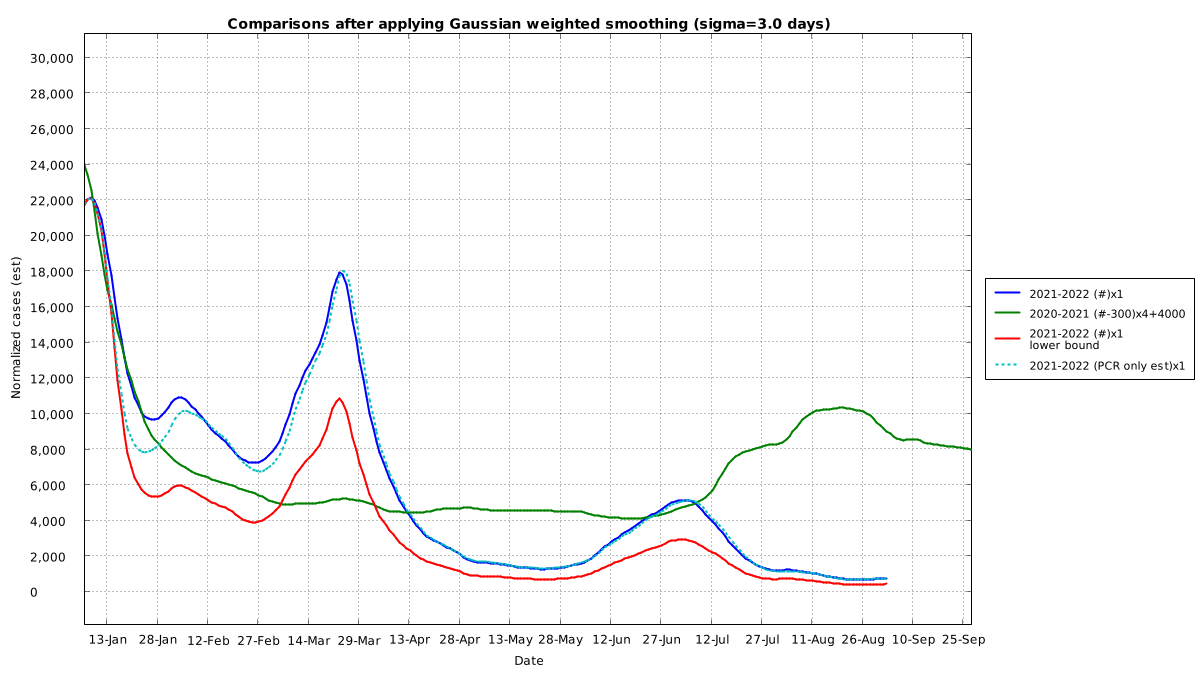 Comparisons after applying Gaussian weighted smoothing (sigma=3.0 days)
30,000
28,000
26,000
24,000
22,000
20,000
18,000
16,000
14,000
12,000
10,000
8,000
6,000
4,000
2,000
0
Normalized cases (est)
13-Jan 28-Jan 12-Feb 27-Feb 14-Mar 29-Mar 13-Apr 28-Apr 13-May 28-May 12-Jun 27-Jun 12-Jul 27-Jul 11-Aug 26-Aug 10-Sep 25-Sep
Date
2021-2022 (#)x1
2020-2021 (#-300)x4+4000
2021-2022 (#)x1
lower bound
2021-2022 (PCR only est)x1